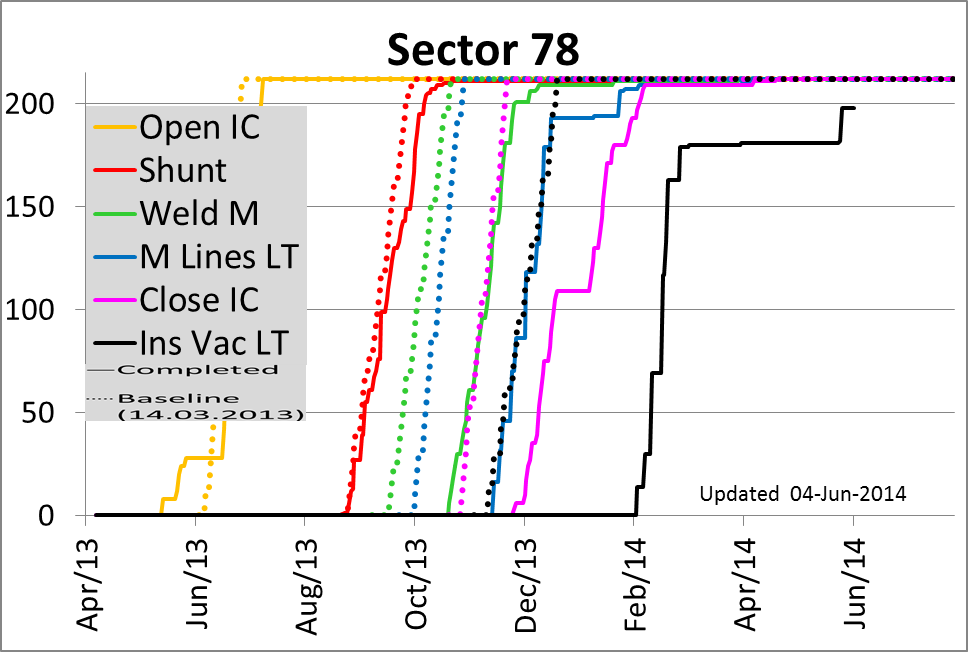 Sector 78
200
150
100
50
0
Open IC
Shunt
Weld M
M Lines LT
Close IC
Ins Vac LT
Completed
Baseline
(14.03.2013)
Updated 04-Jun-2014
Apr/13
Jun/13
Aug/13
Oct/13
Dec/13
Feb/14
Apr/14
Jun/14